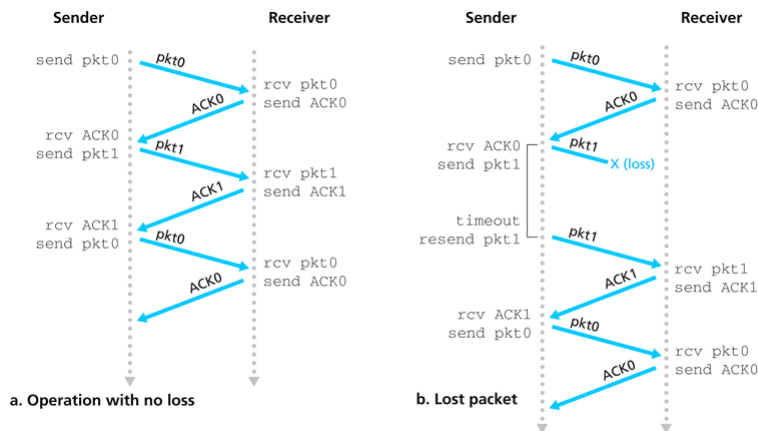 Sender
Receiver
send pkt0
pkt0
rcv pkt0
send ACK0
ACK0
rcv ACK0
send pkt1
pkt1
rcv pkt1
send ACK1
ACK1
rcv ACK1
send pkt0
pkt0
rcv pkt0
send ACK0
ACK0
a. Operation with no loss
Sender
Receiver
send pkt0
pkt0
rcv pkt0
send ACK0
ACK0
rcv ACK0
send pkt1
pkt1
X (loss)
timeout
resend pkt1
pkt1
rcv pkt1
send ACK1
ACK1
rcv ACK1
send pkt0
pkt0
rcv pkt0
send ACK0
ACK0
b. Lost packet